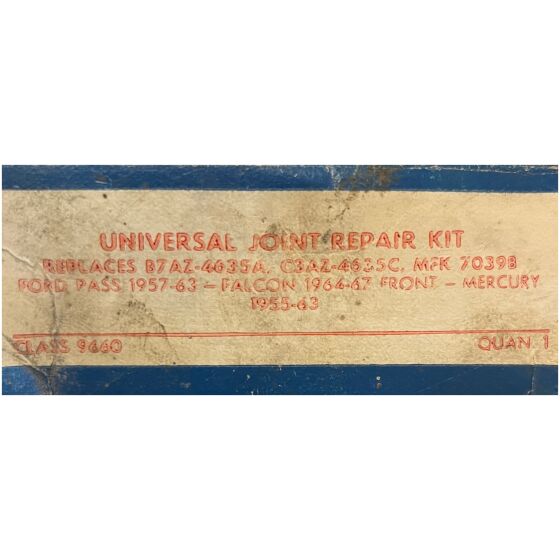 UNIVERSAL JOINT REPAIR KIT
REPLACES B7AZ-4635A, C3AZ-4635C, MFK 7039B
FORD PASS 1957-63 – FALCON 1964-67 FRONT – MERCURY
1955-63
CLASS 9660 QUAN 1